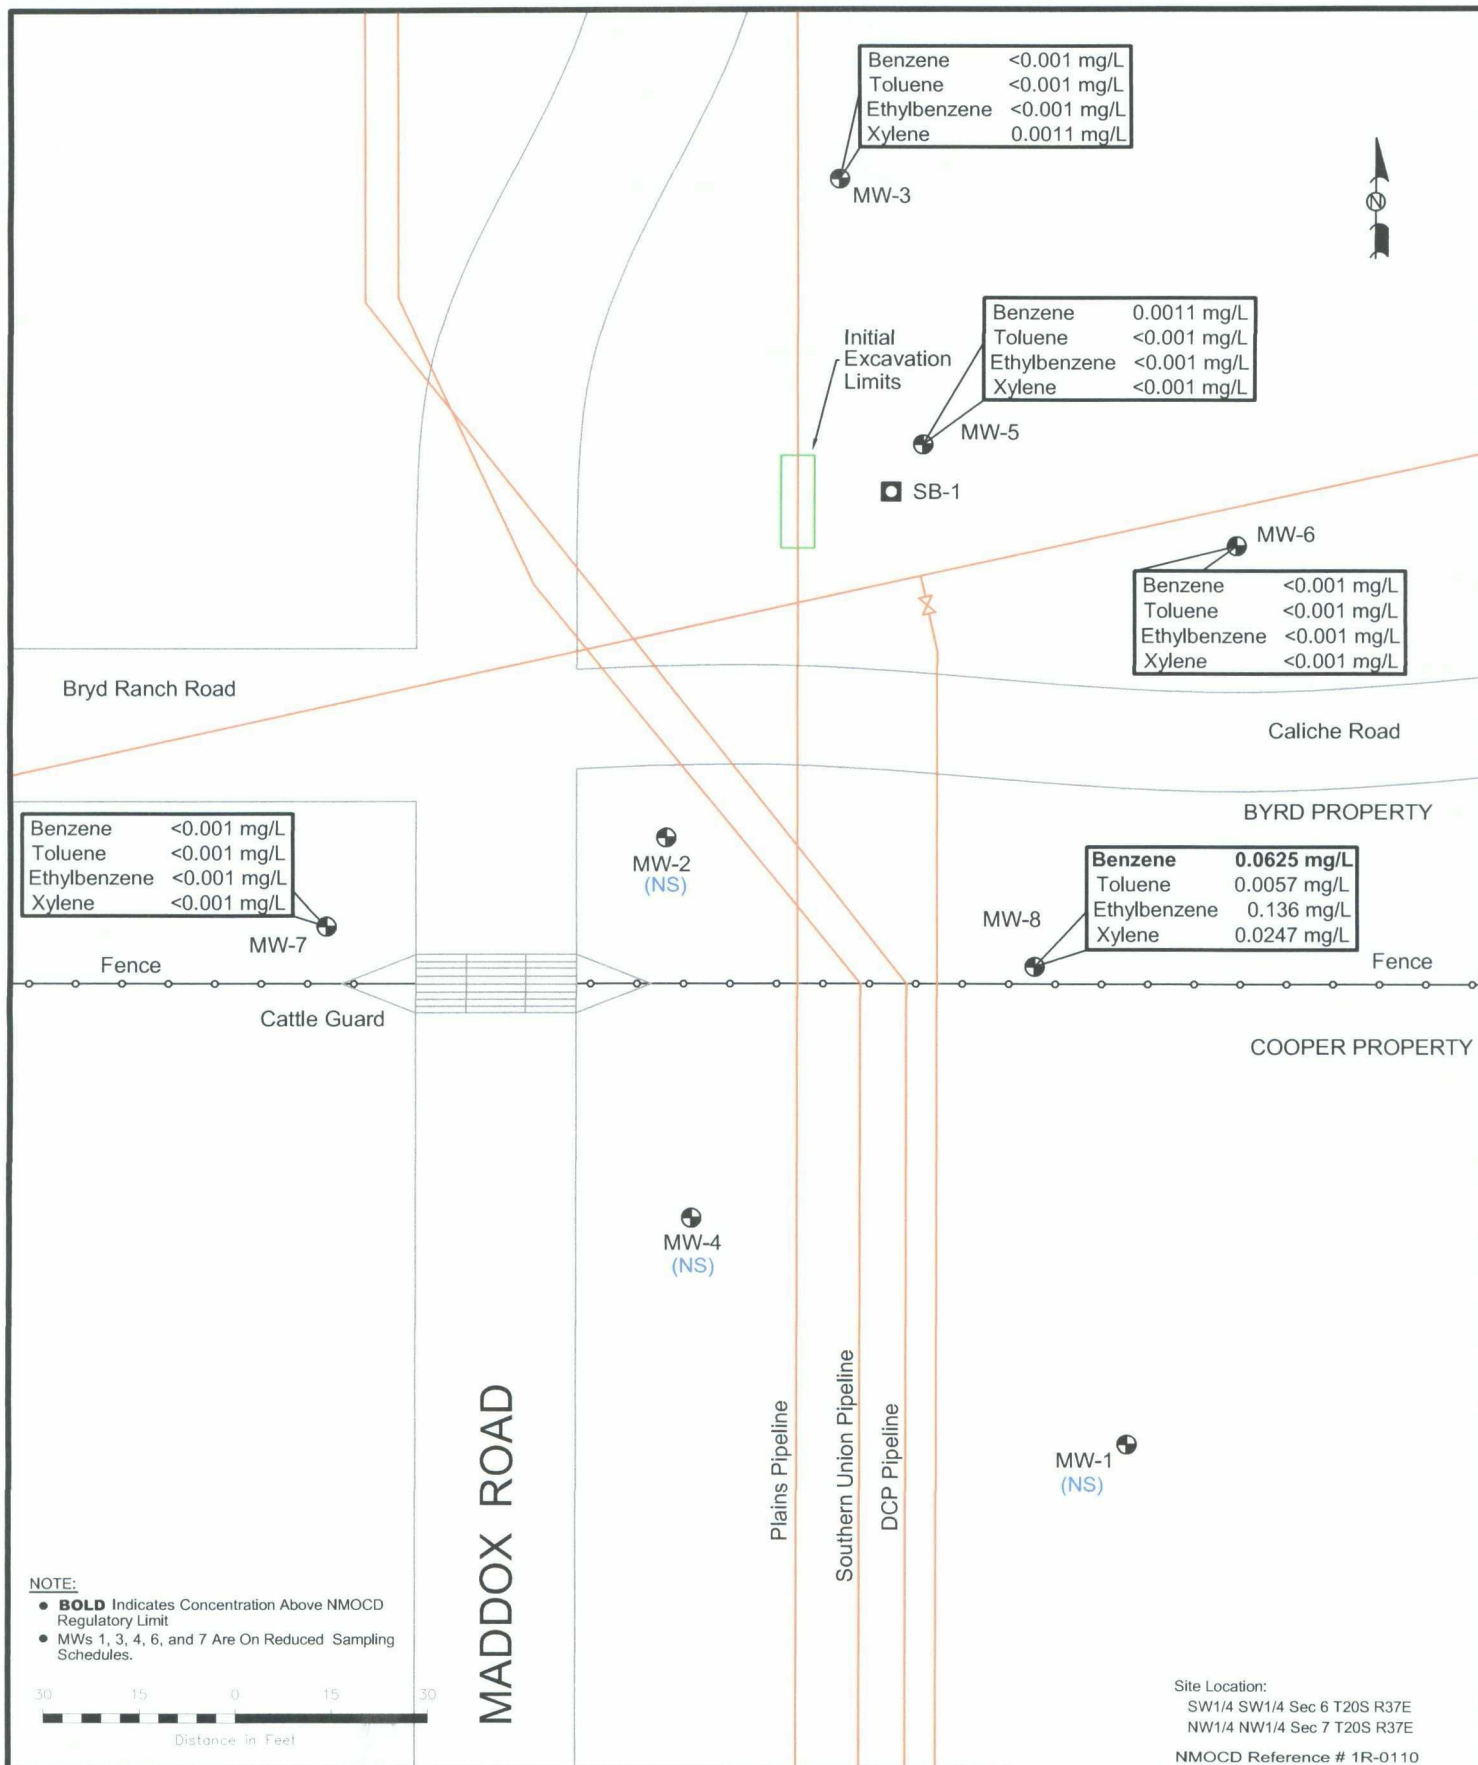 Benzene <0.001 mg/L
Toluene <0.001 mg/L
Ethylbenzene <0.001 mg/L
Xylene 0.0011 mg/L
MW-3
N
Benzene 0.0011 mg/L
Toluene <0.001 mg/L
Ethylbenzene <0.001 mg/L
Xylene <0.001 mg/L
Initial
Excavation
Limits
MW-5
SB-1
MW-6
Benzene <0.001 mg/L
Toluene <0.001 mg/L
Ethylbenzene <0.001 mg/L
Xylene <0.001 mg/L
Bryd Ranch Road
Caliche Road
BYRD PROPERTY
Benzene <0.001 mg/L
Toluene <0.001 mg/L
Ethylbenzene <0.001 mg/L
Xylene <0.001 mg/L
MW-7
MW-2
(NS)
Benzene 0.0625 mg/L
Toluene 0.0057 mg/L
Ethylbenzene 0.136 mg/L
Xylene 0.0247 mg/L
MW-8
Fence
Fence
Cattle Guard
COOPER PROPERTY
MW-4
(NS)
MADDOX ROAD
Plains Pipeline
Southern Union Pipeline
DCP Pipeline
MW-1
(NS)
NOTE:
● BOLD Indicates Concentration Above NMOCD
Regulatory Limit
● MWs 1, 3, 4, 6, and 7 Are On Reduced Sampling
Schedules.
30 15 0 15 30
Distance in Feet
Site Location:
SW1/4 SW1/4 Sec 6 T20S R37E
NW1/4 NW1/4 Sec 7 T20S R37E
NMOCD Reference # 1R-0110